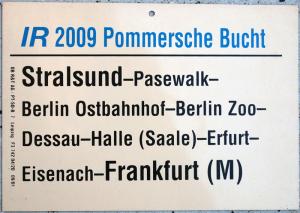 IR 2009 Pommersche Bucht
Stralsund–Pasewalk–
Berlin Ostbahnhof–Berlin Zoo–
Dessau–Halle (Saale)–Erfurt–
Eisenach–Frankfurt (M)